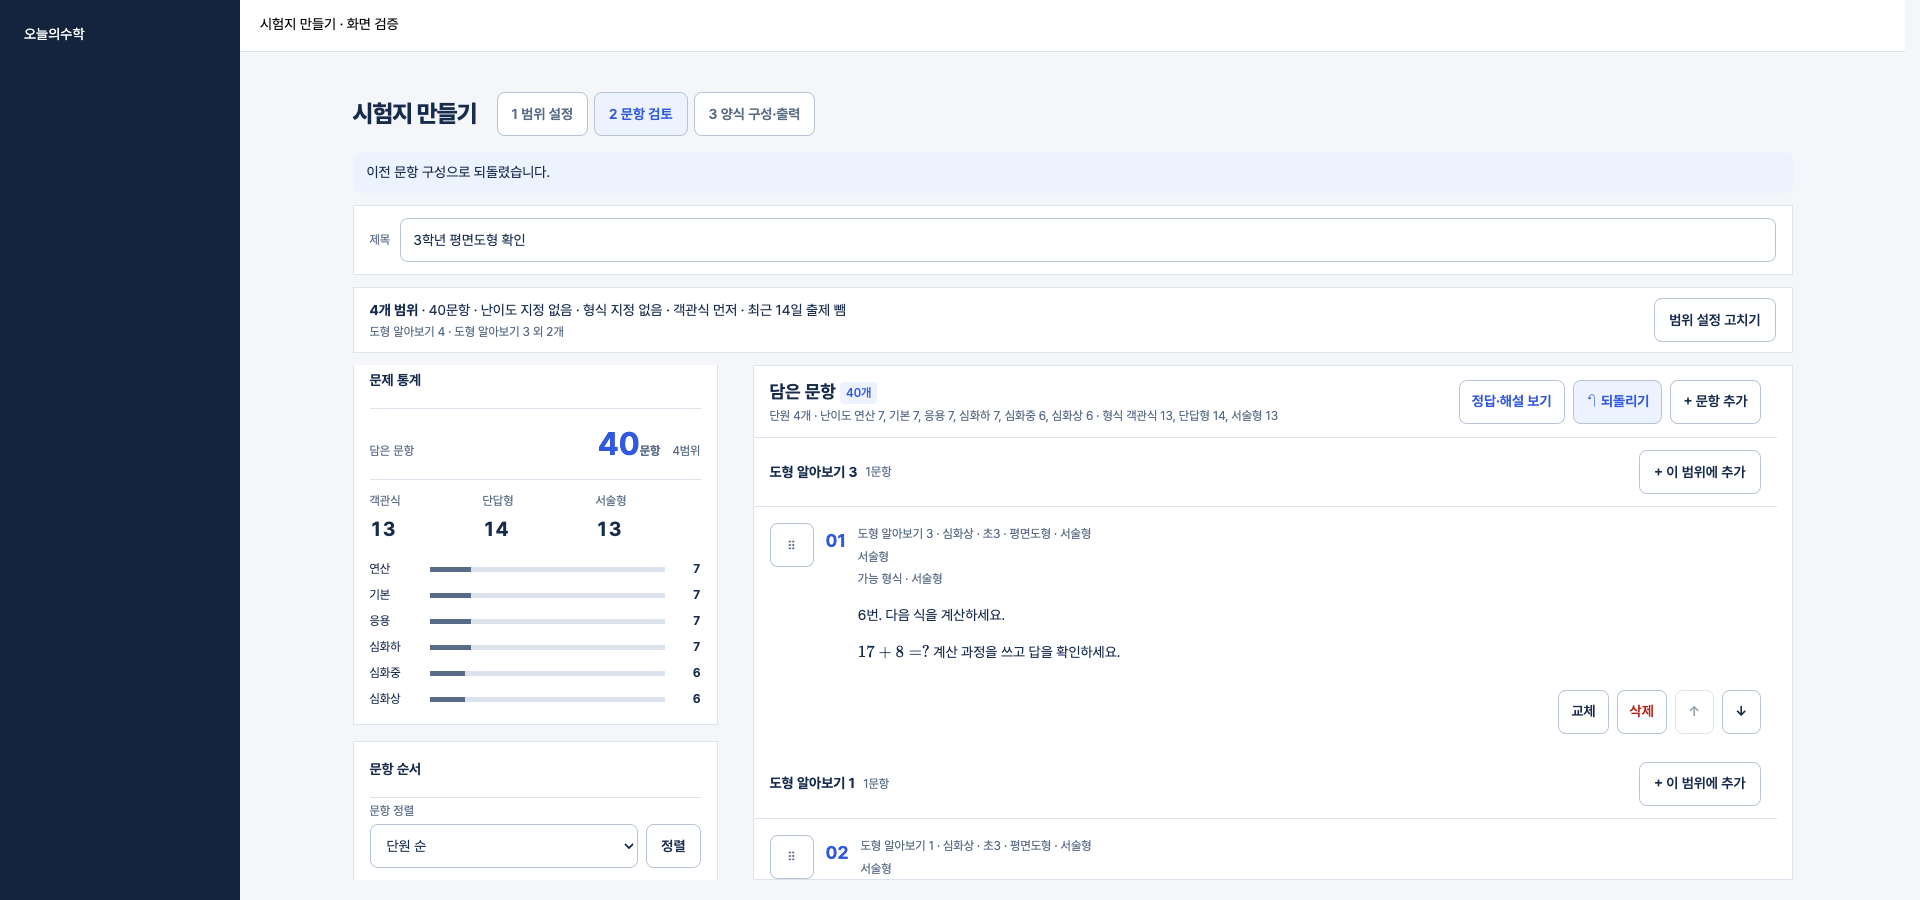 오늘의수학
시험지 만들기 · 화면 검증
시험지 만들기
1 범위 설정
2 문항 검토
3 양식 구성·출력
이전 문항 구성으로 되돌렸습니다.
제목
3학년 평면도형 확인
4개 범위 · 40문항 · 난이도 지정 없음 · 형식 지정 없음 · 객관식 먼저 · 최근 14일 출제 뺌
도형 알아보기 4 · 도형 알아보기 3 외 2개
범위 설정 고치기
문제 통계
담은 문항
40문항 4범위
객관식 단답형 서술형
13 14 13
연산 7
기본 7
응용 7
심화하 7
심화중 6
심화상 6
문항 순서
문항 정렬
단원 순
정렬
담은 문항 40개
단원 4개 · 난이도 연산 7, 기본 7, 응용 7, 심화하 7, 심화중 6, 심화상 6 · 형식 객관식 13, 단답형 14, 서술형 13
정답·해설 보기
되돌리기
+ 문항 추가
도형 알아보기 3 1문항
+ 이 범위에 추가
01
도형 알아보기 3 · 심화상 · 초3 · 평면도형 · 서술형
서술형
가능 형식 · 서술형
6번. 다음 식을 계산하세요.
17 + 8 =? 계산 과정을 쓰고 답을 확인하세요.
교체
삭제
↑
↓
도형 알아보기 1 1문항
+ 이 범위에 추가
02
도형 알아보기 1 · 심화상 · 초3 · 평면도형 · 서술형
서술형